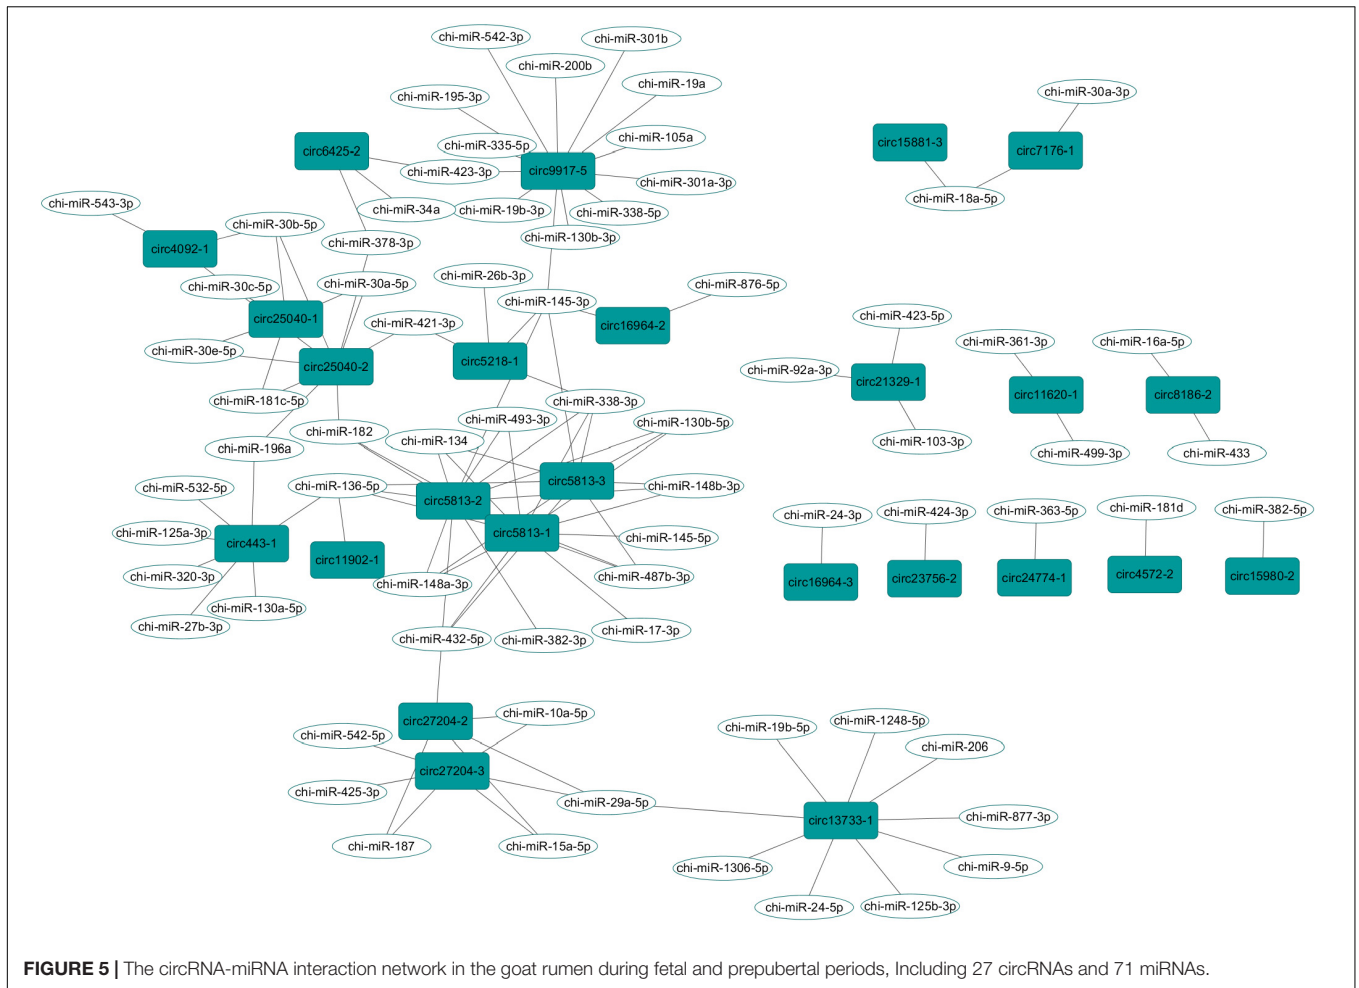 chi-miR-542-3p
chi-miR-301b
chi-miR-200b
chi-miR-19a
chi-miR-195-3p
chi-miR-105a
chi-miR-335-5p
circ6425-2
circ9917-5
chi-miR-423-3p
chi-miR-301a-3p
chi-miR-34a
chi-miR-19b-3p
chi-miR-338-5p
chi-miR-130b-3p
chi-miR-30a-3p
circ15881-3
circ7176-1
chi-miR-18a-5p
chi-miR-543-3p
chi-miR-30b-5p
circ4092-1
chi-miR-378-3p
chi-miR-30c-5p
chi-miR-30a-5p
chi-miR-26b-3p
chi-miR-145-3p
chi-miR-876-5p
circ25040-1
chi-miR-421-3p
circ16964-2
chi-miR-30e-5p
circ25040-2
circ5218-1
chi-miR-181c-5p
chi-miR-338-3p
chi-miR-493-3p
chi-miR-130b-5p
chi-miR-182
chi-miR-134
chi-miR-196a
chi-miR-423-5p
chi-miR-361-3p
chi-miR-16a-5p
chi-miR-92a-3p
circ21329-1
circ11620-1
circ8186-2
chi-miR-103-3p
chi-miR-499-3p
chi-miR-433
chi-miR-532-5p
chi-miR-136-5p
circ5813-2
circ5813-3
chi-miR-148b-3p
chi-miR-125a-3p
circ443-1
circ11902-1
circ5813-1
chi-miR-145-5p
chi-miR-320-3p
chi-miR-148a-3p
chi-miR-487b-3p
chi-miR-130a-5p
chi-miR-27b-3p
chi-miR-432-5p
chi-miR-382-3p
chi-miR-17-3p
chi-miR-24-3p
chi-miR-424-3p
chi-miR-363-5p
chi-miR-181d
chi-miR-382-5p
circ16964-3
circ23756-2
circ24774-1
circ4572-2
circ15980-2
circ27204-2
chi-miR-10a-5p
chi-miR-542-5p
circ27204-3
chi-miR-425-3p
chi-miR-29a-5p
chi-miR-187
chi-miR-15a-5p
chi-miR-19b-5p
chi-miR-1248-5p
chi-miR-206
circ13733-1
chi-miR-877-3p
chi-miR-1306-5p
chi-miR-9-5p
chi-miR-24-5p
chi-miR-125b-3p
FIGURE 5 | The circRNA-miRNA interaction network in the goat rumen during fetal and prepubertal periods, Including 27 circRNAs and 71 miRNAs.